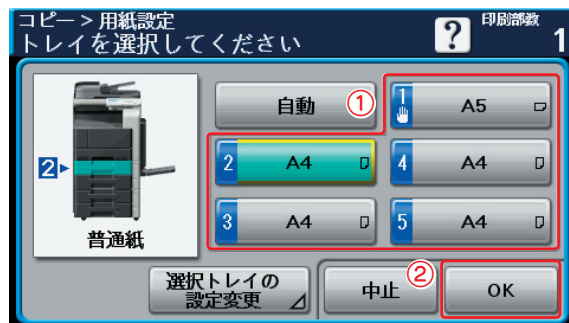 コピー > 用紙設定
トレイを選択してください
?
印刷部数
1
自動
①
1 A5
2
2 A4
4 A4
3 A4
5 A4
普通紙
選択トレイの
設定変更
中止
②
OK